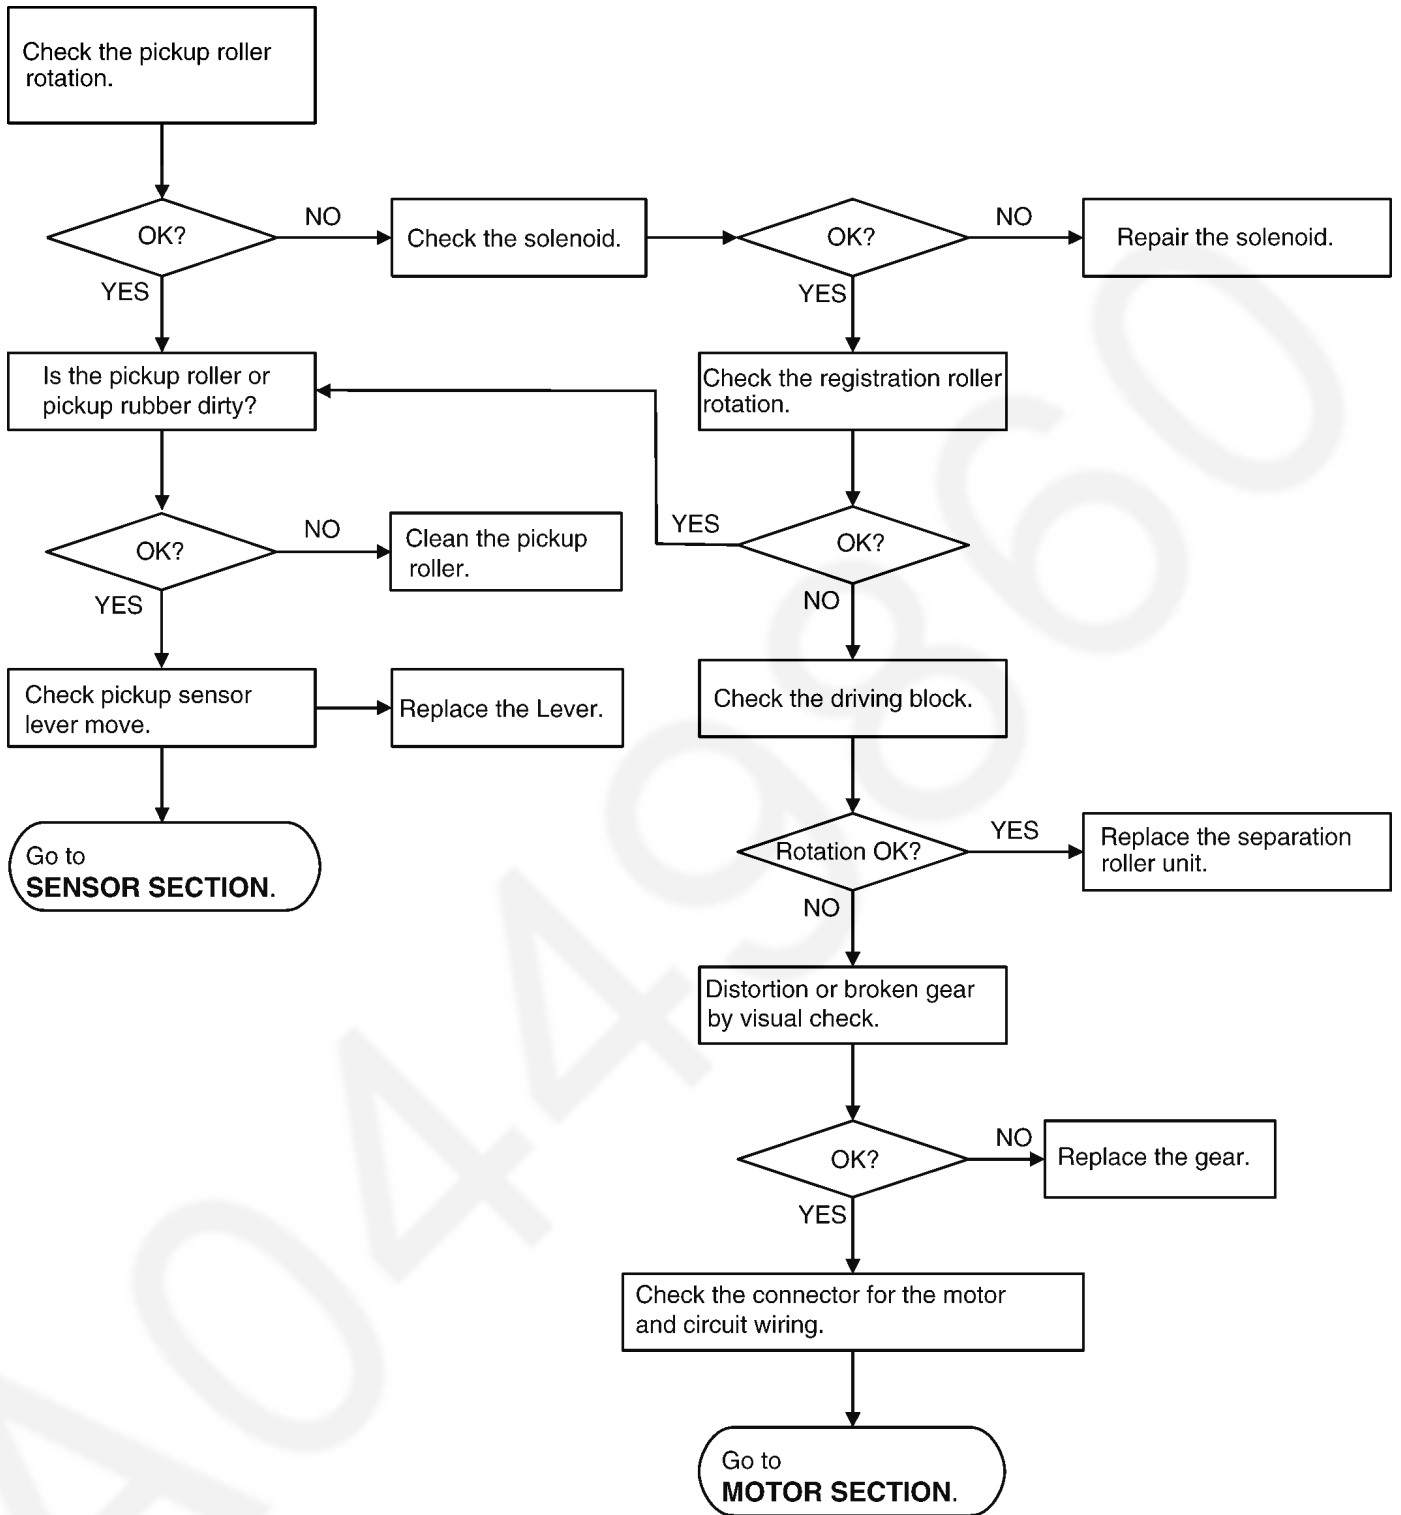 Check the pickup roller
rotation.
OK?
NO
Check the solenoid.
OK?
NO
Repair the solenoid.
YES
YES
Is the pickup roller or
pickup rubber dirty?
Check the registration roller
rotation.
OK?
NO
Clean the pickup
roller.
YES
OK?
YES
NO
Check pickup sensor
lever move.
Replace the Lever.
Check the driving block.
Go to
SENSOR SECTION.
Rotation OK?
YES
Replace the separation
roller unit.
NO
Distortion or broken gear
by visual check.
OK?
NO
Replace the gear.
YES
Check the connector for the motor
and circuit wiring.
Go to
MOTOR SECTION.
A04449860